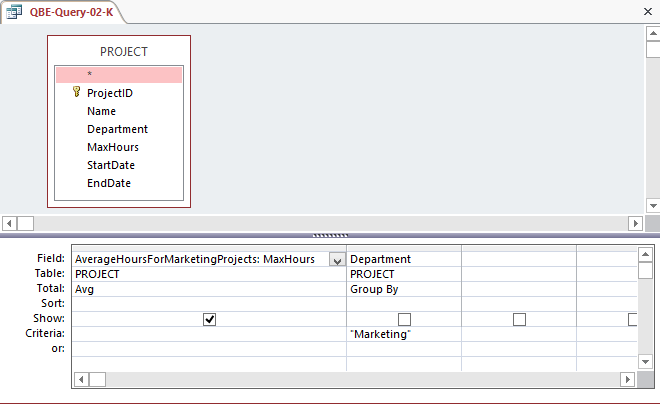 QBE-Query-02-K
PROJECT
*
ProjectID
Name
Department
MaxHours
StartDate
EndDate
Field: AverageHoursForMarketingProjects: MaxHours Department
Table: PROJECT PROJECT
Total: Avg Group By
Sort:
Show:
Criteria: "Marketing"
or: